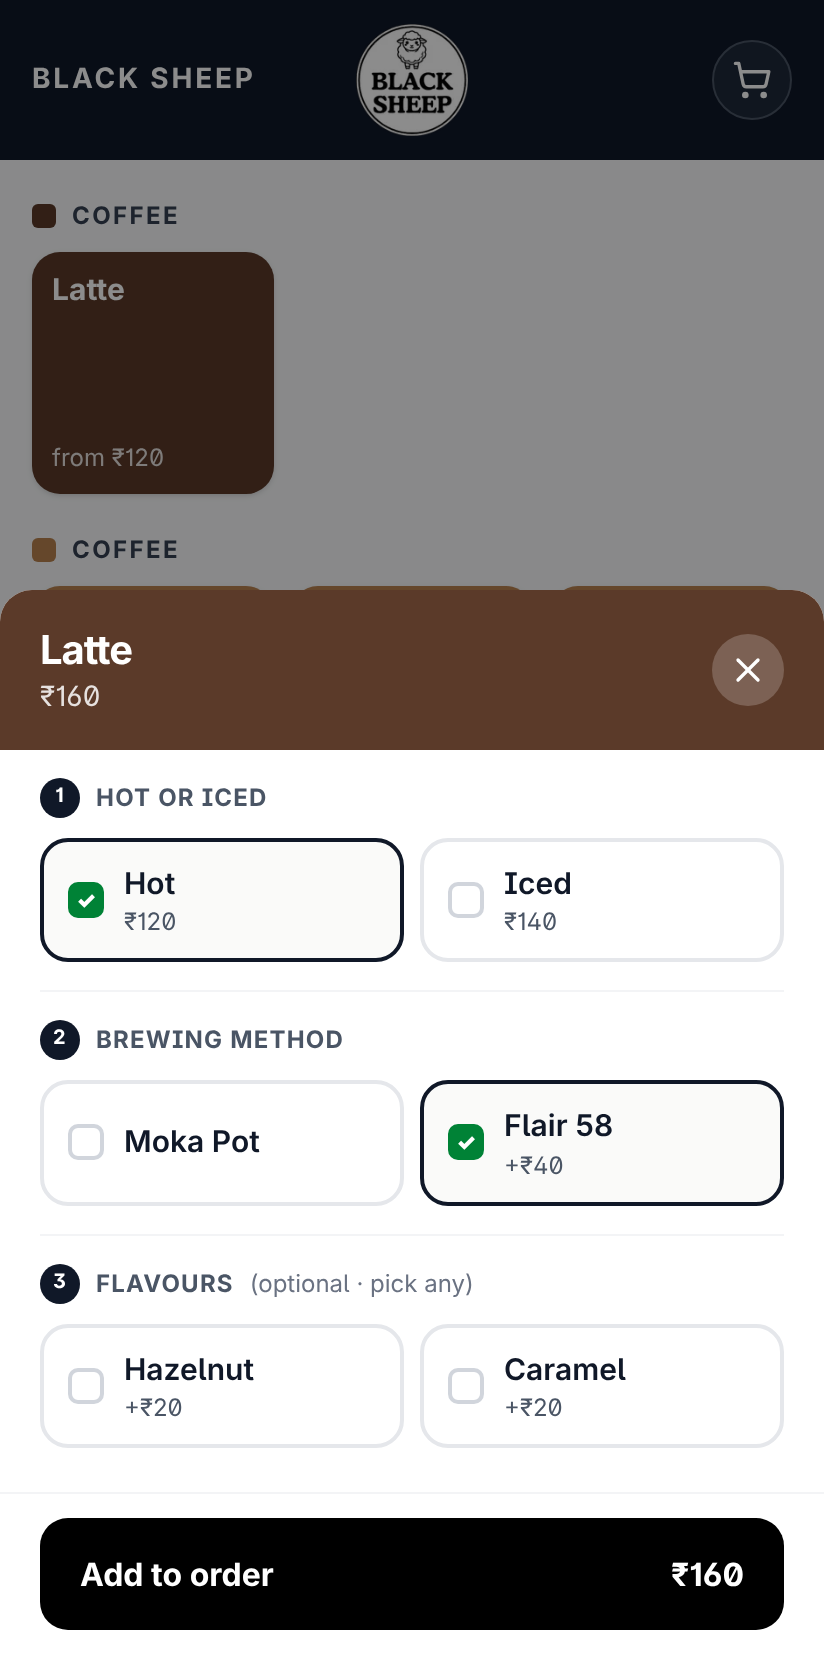 BLACK SHEEP
BLACK
SHEEP
COFFEE
Latte
from ₹120
COFFEE
Latte
₹160
1 HOT OR ICED
Hot
₹120
Iced
₹140
2 BREWING METHOD
Moka Pot
Flair 58
+₹40
3 FLAVOURS (optional · pick any)
Hazelnut
+₹20
Caramel
+₹20
Add to order ₹160